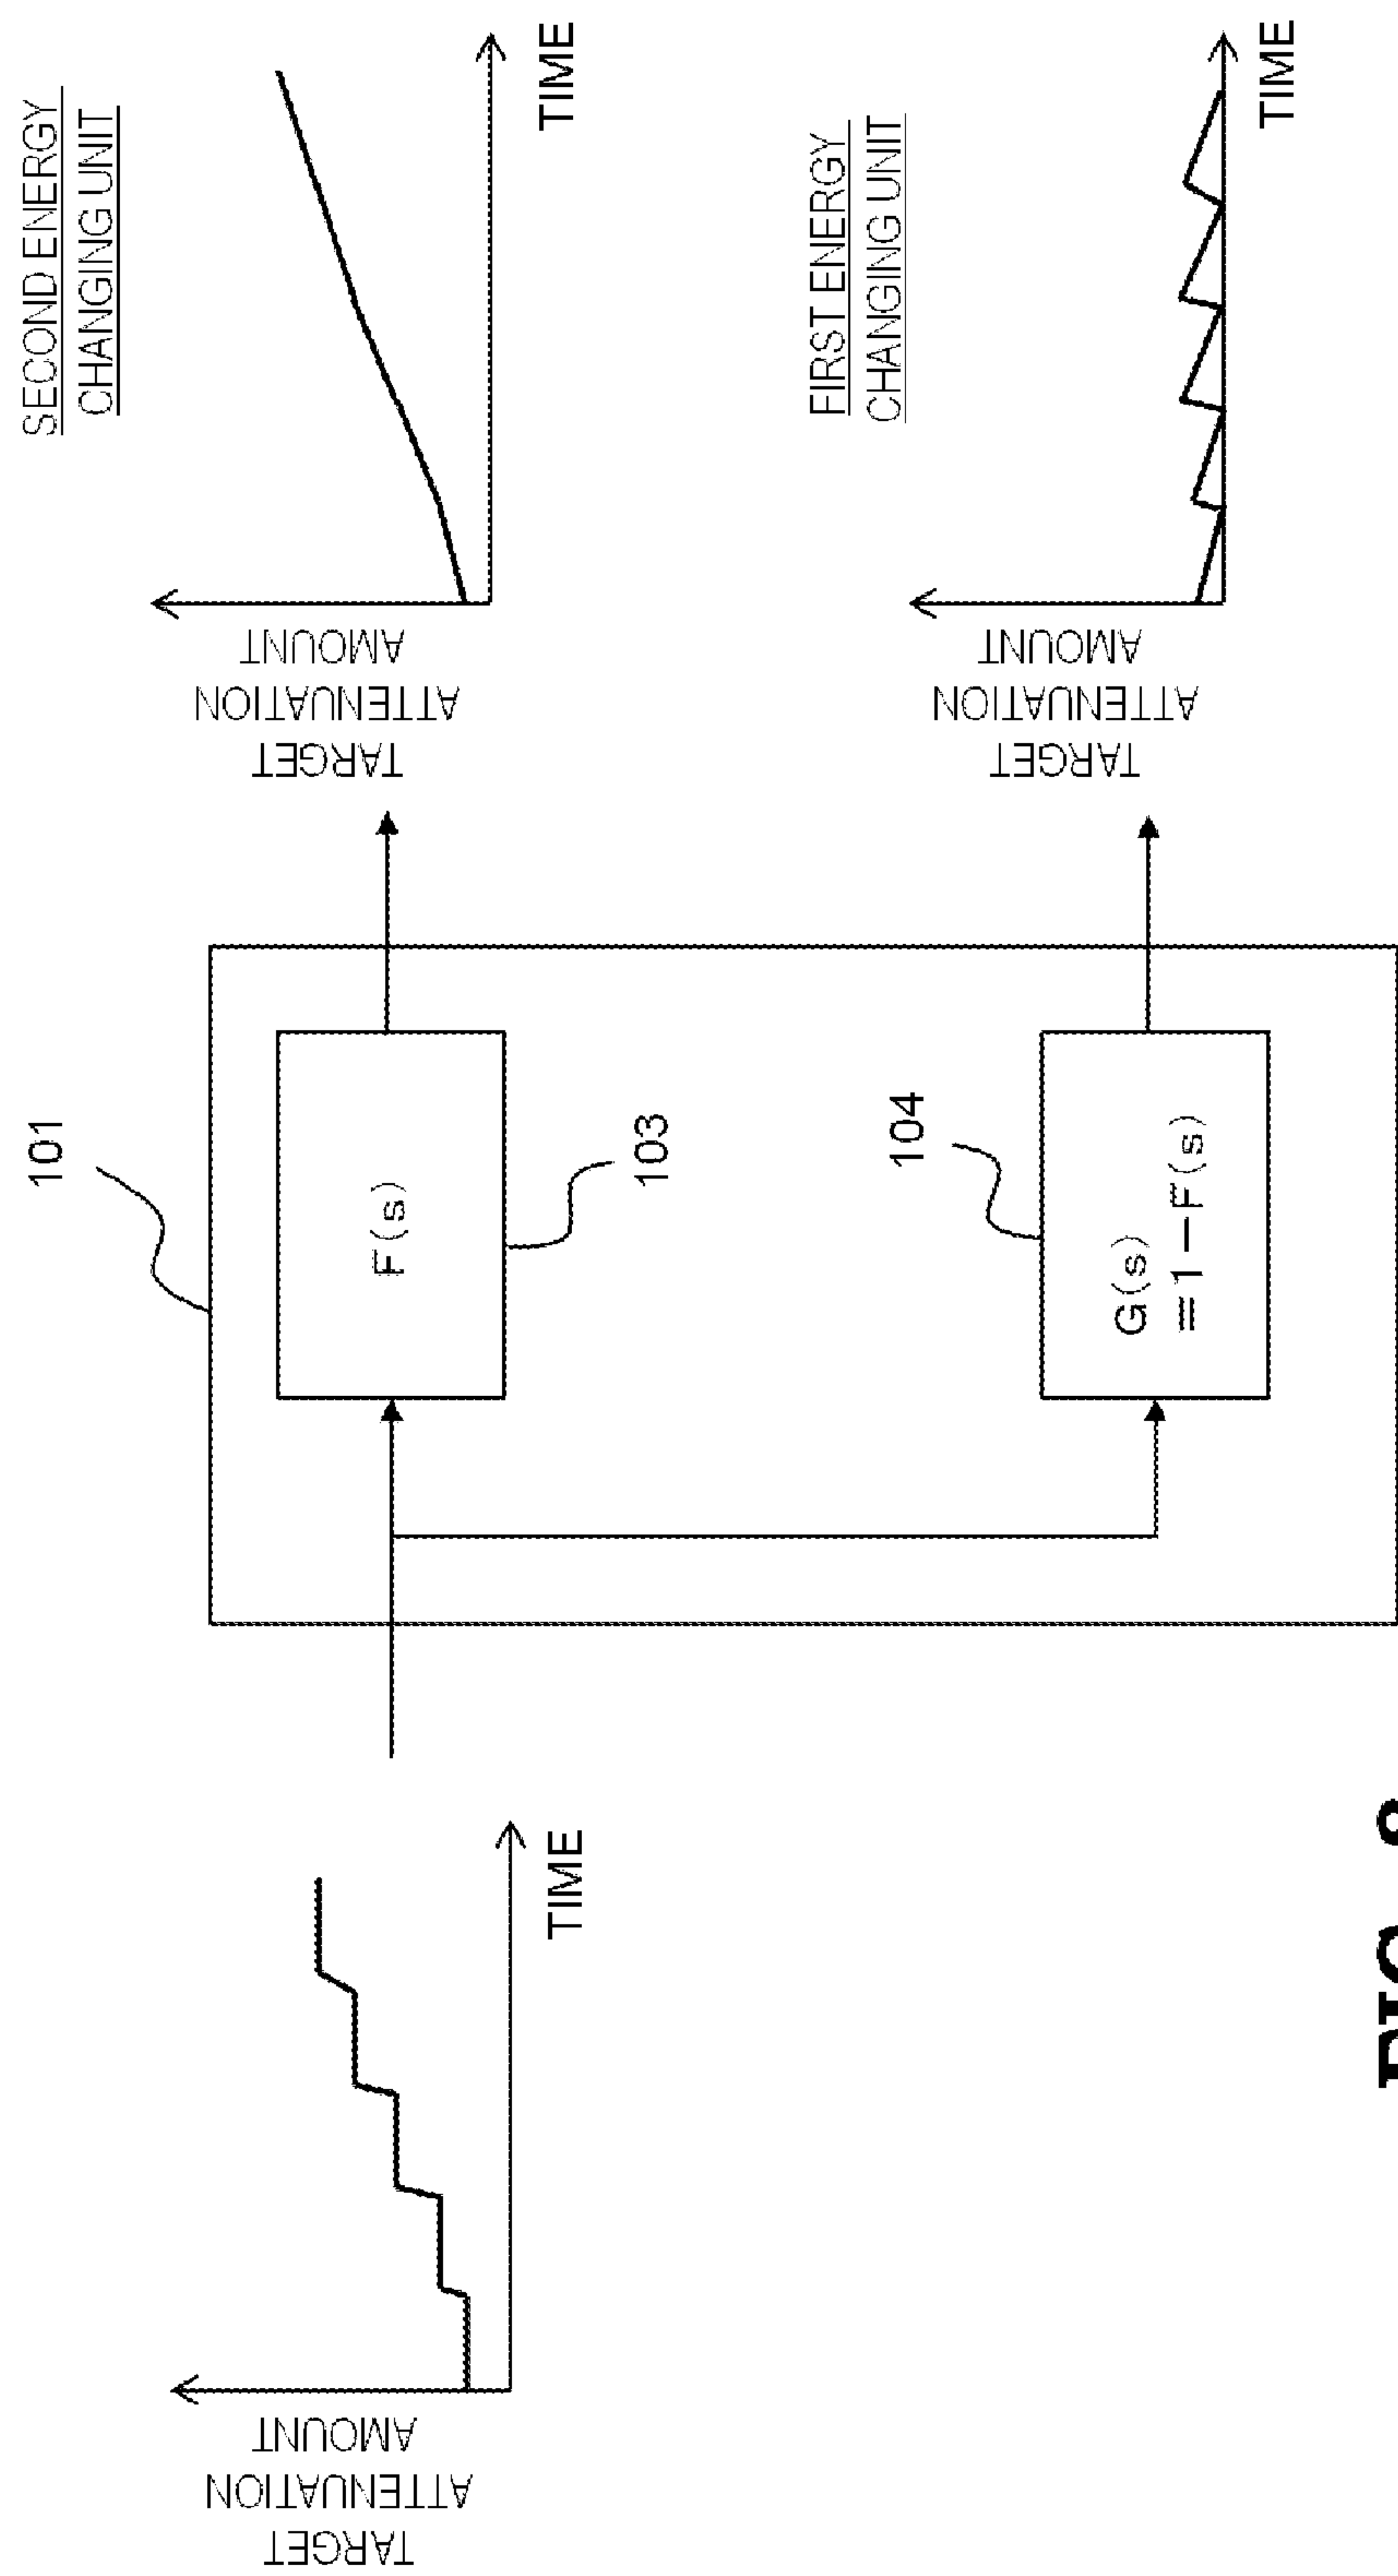 TARGET
ATTENUATION
AMOUNT
TIME
101
F(s)
103
104
G(s)
=1-F(s)
SECOND ENERGY
CHANGING UNIT
TARGET
ATTENUATION
AMOUNT
TIME
FIRST ENERGY
CHANGING UNIT
TARGET
ATTENUATION
AMOUNT
TIME